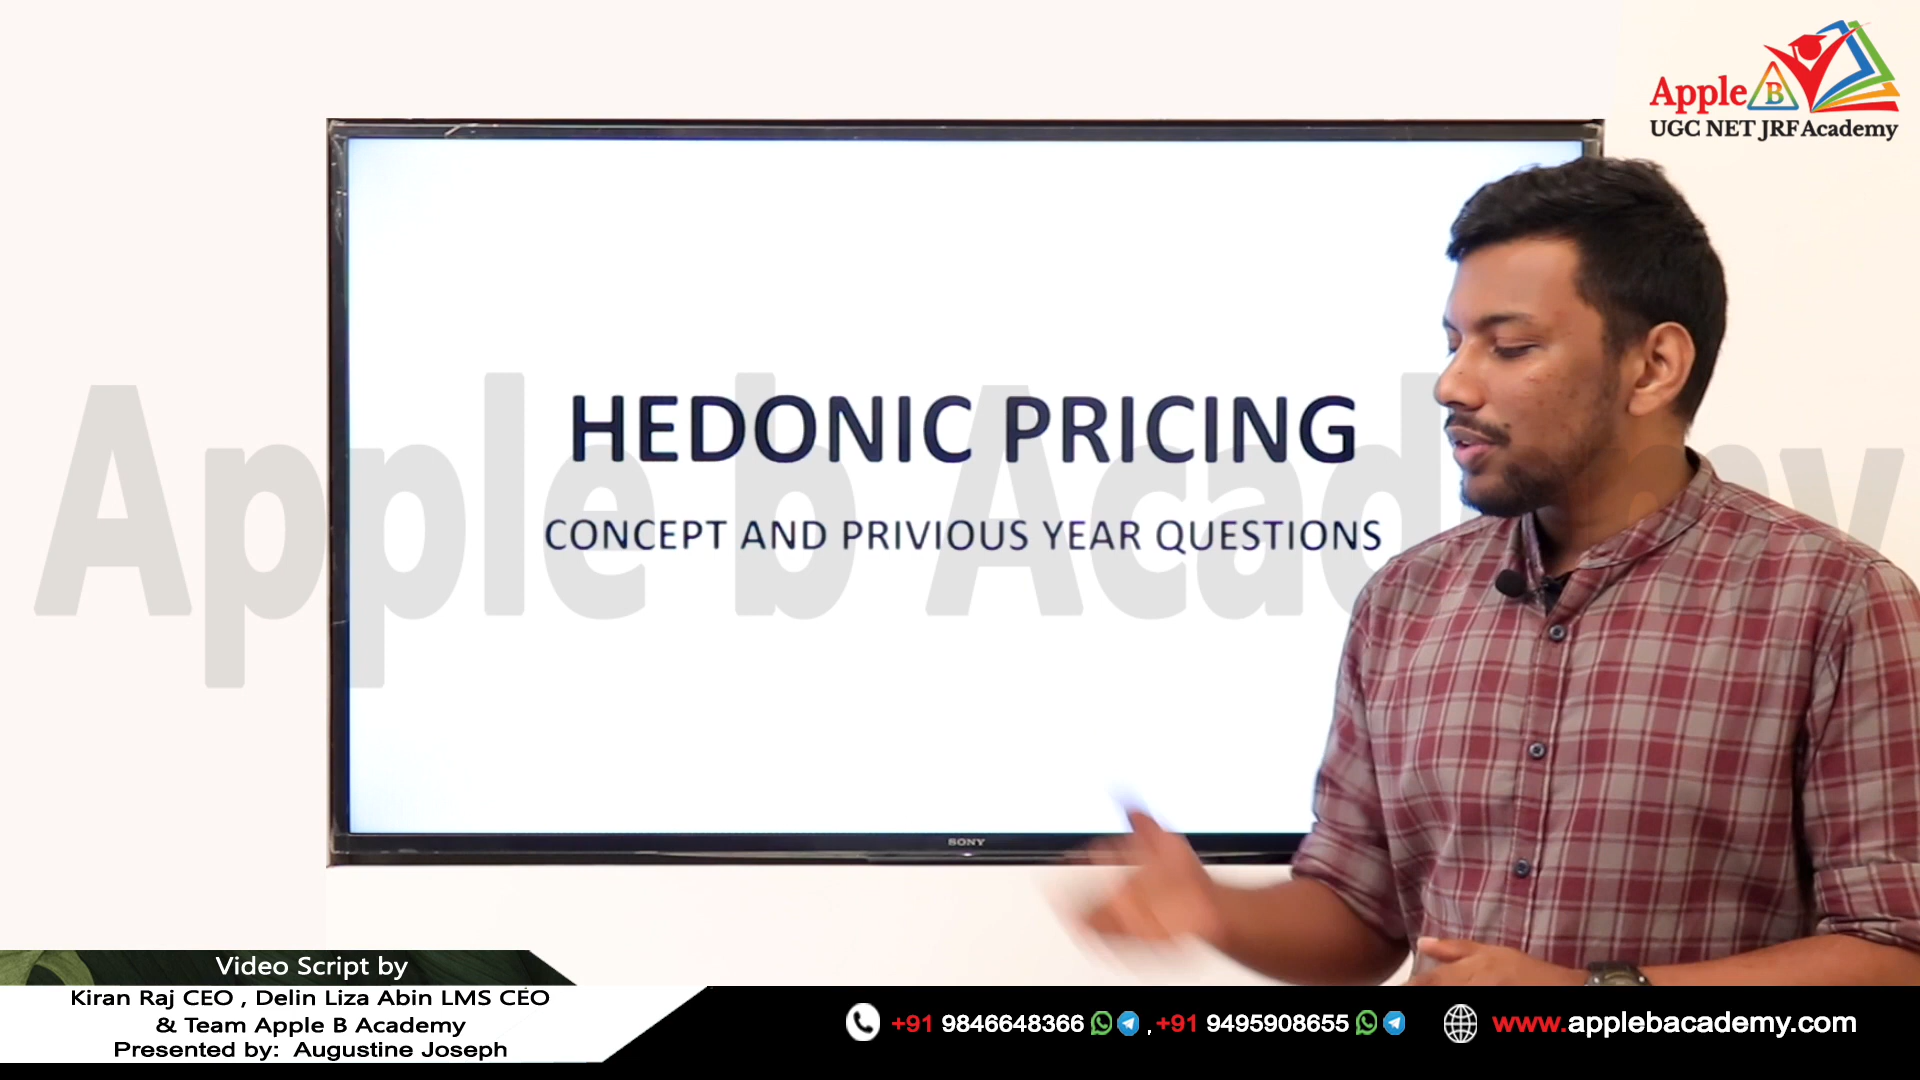 Apple B
UGC NET JRF Academy
HEDONIC PRICING
Apple b Academy
CONCEPT AND PRIVIOUS YEAR QUESTIONS
SONY
Video Script by
Kiran Raj CEO , Delin Liza Abin LMS CEO
& Team Apple B Academy
Presented by: Augustine Joseph
+91 9846648366 , +91 9495908655 www.applebacademy.com